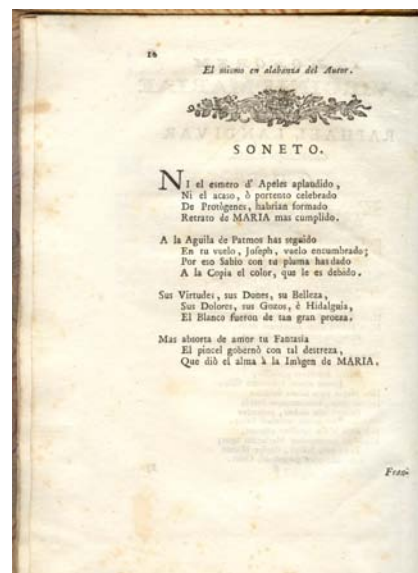 16
El mismo en alabanza del Autor.
SONETO.
NI el esmero d' Apeles aplaudido,
Ni el acaso, ò portento celebrado
De Protógenes, habrian formado
Retrato de MARIA mas cumplido.
A la Aguila de Patmos has seguido
En tu vuelo, Joseph, vuelo encumbrado;
Por eso Sabio con tu pluma has dado
A la Copia el color, que le es debido.
Sus Virtudes, sus Dones, su Belleza,
Sus Dolores, sus Gozos, è Hidalguia,
El Blanco fueron de tan gran proeza.
Mas absorta de amor tu Fantasía
El pincel gobernò con tal destreza,
Que diò el alma à la Imàgen de MARIA.